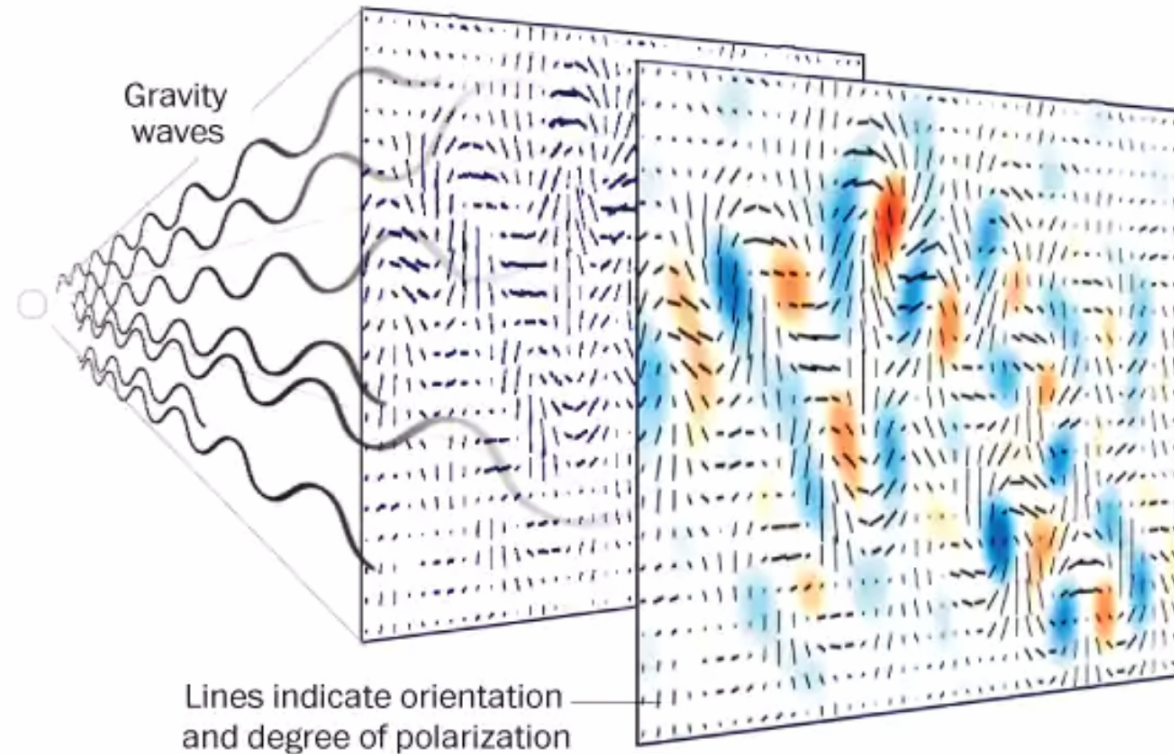 Gravity
waves
Lines indicate orientation
and degree of polarization